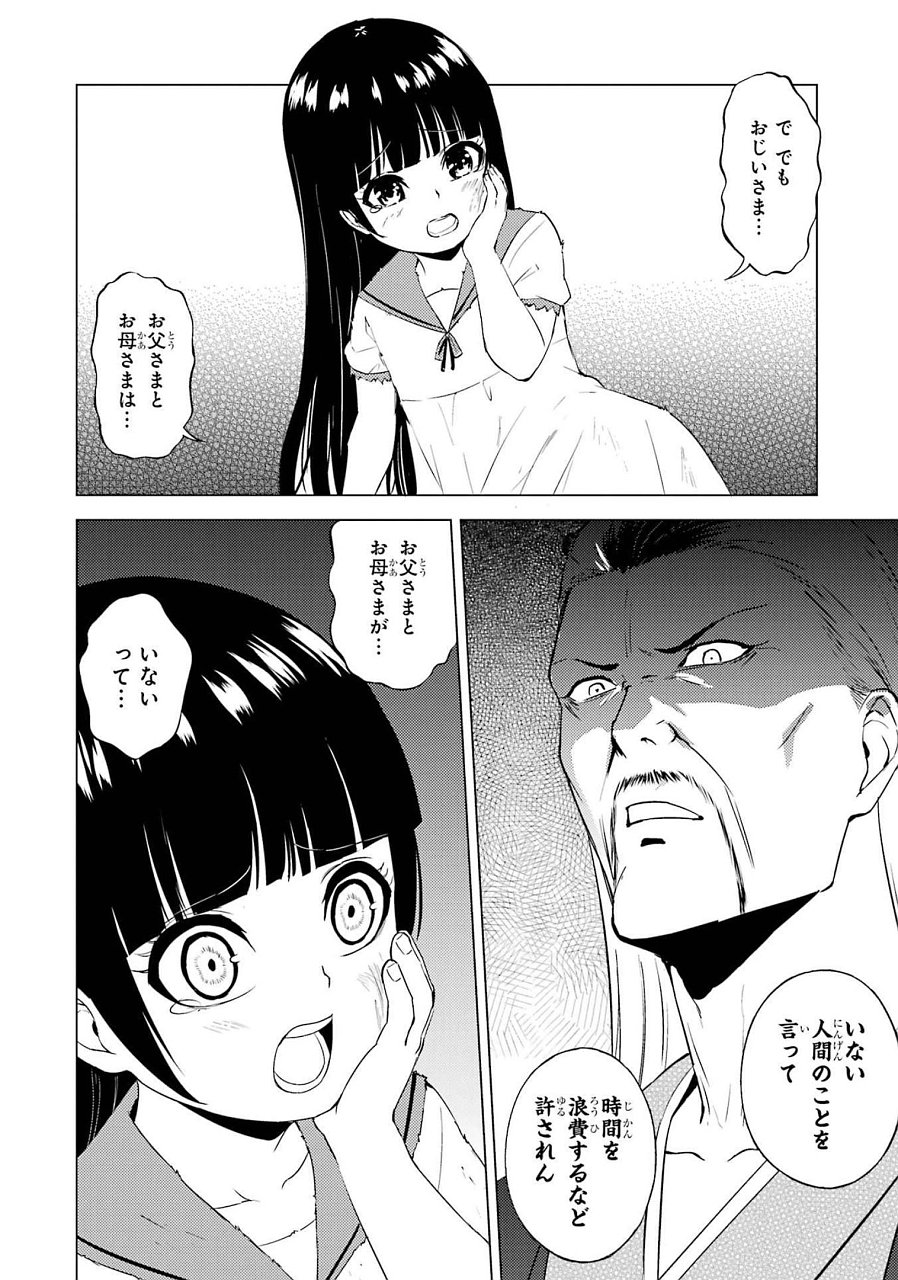 で でも
おじいさま…
お父さまと
お母さまは…
いない
人間のことを
言って
時間を
浪費するなど
許されん
お父さまと
お母さまが…
いない
って…